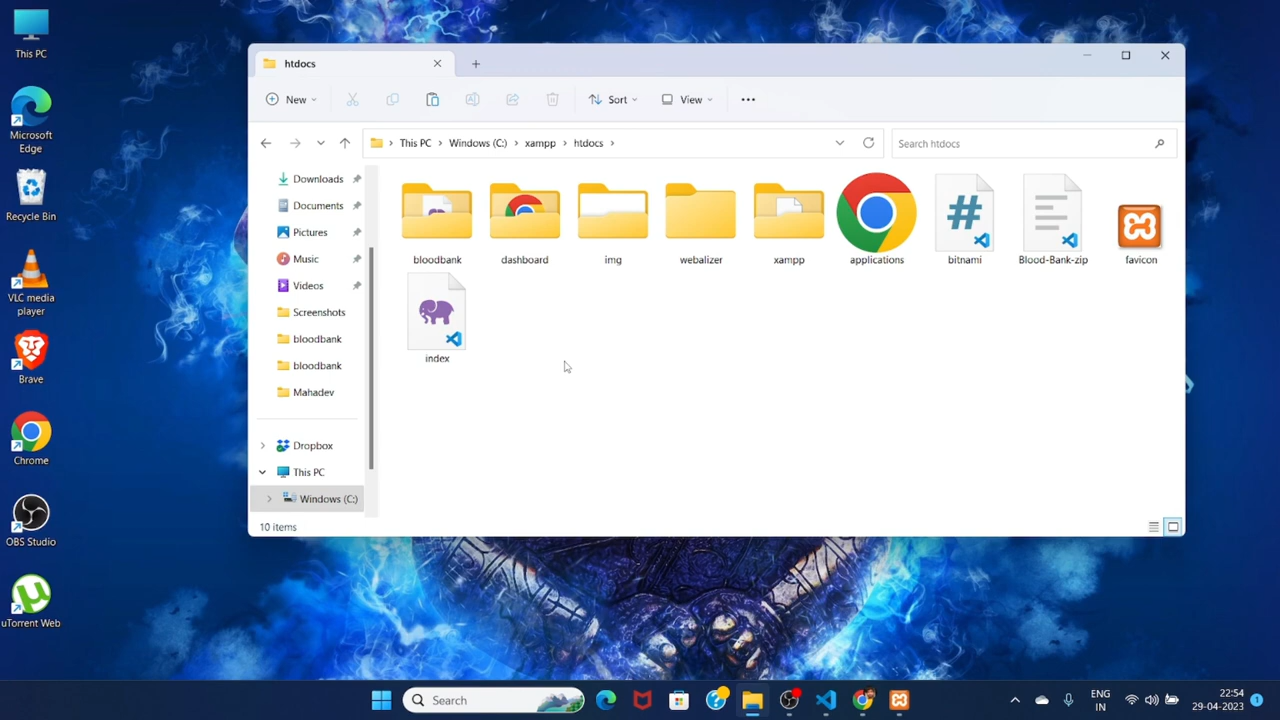 This PC
Microsoft
Edge
Recycle Bin
VLC media
player
Brave
Chrome
OBS Studio
uTorrent Web
htdocs
New
Sort
View
This PC
Windows (C:)
xampp
htdocs
Search htdocs
Downloads
Documents
Pictures
Music
Videos
Screenshots
bloodbank
bloodbank
Mahadev
Dropbox
This PC
Windows (C:)
bloodbank
dashboard
img
webalizer
xampp
applications
bitnami
Blood-Bank-zip
favicon
index
10 items
Search
ENG
IN
22:54
29-04-2023
1